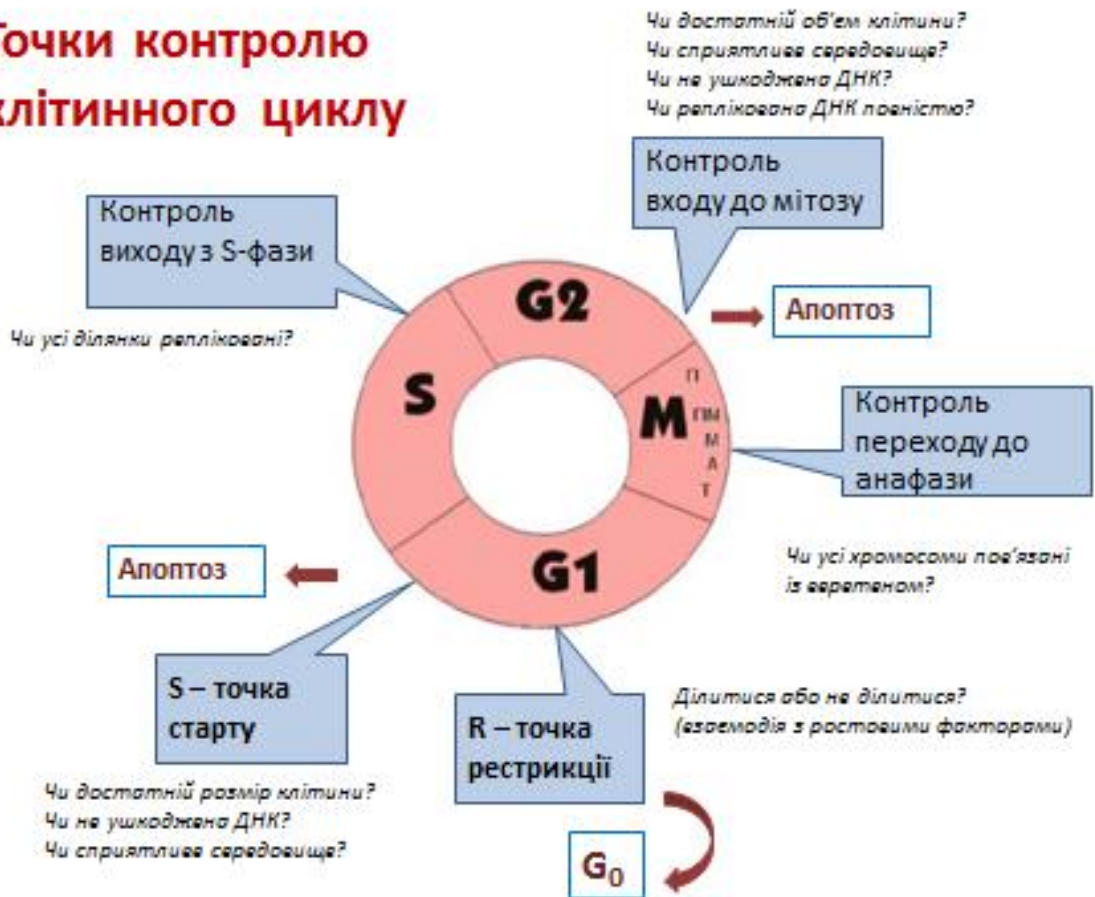 Точки контролю
клітинного циклу
Чи достатній об'єм клітини?
Чи сприятливе середовище?
Чи не ушкоджена ДНК?
Чи реплікована ДНК повністю?
Контроль
входу до мітозу
Контроль
виходу з S-фази
G2
Апоптоз
Чи усі ділянки репліковані?
S
M
П
ПМ
М
А
Т
Контроль
переходу до
анафази
Апоптоз
G1
Чи усі хромосоми пов'язані
із веретеном?
S – точка
старту
R – точка
рестрикції
Ділитися або не ділитися?
(взаємодія з ростовими факторами)
Чи достатній розмір клітини?
Чи не ушкоджена ДНК?
Чи сприятливе середовище?
G0